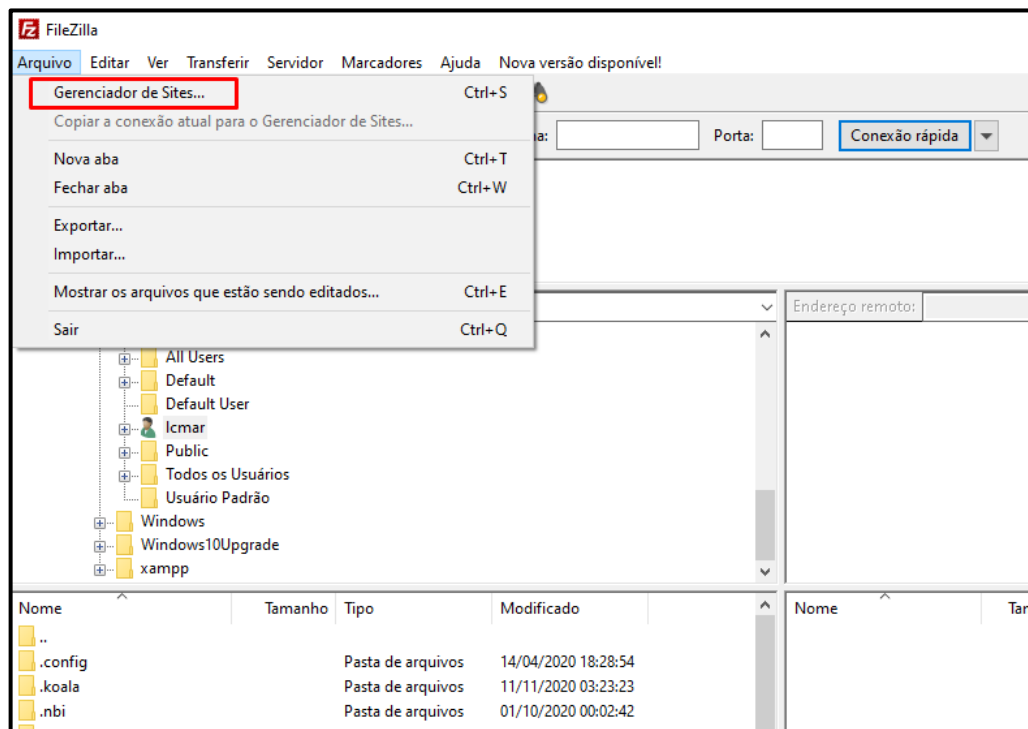 FileZilla
Arquivo Editar Ver Transferir Servidor Marcadores Ajuda Nova versão disponível!
Gerenciador de Sites... Ctrl+S
Copiar a conexão atual para o Gerenciador de Sites...
Porta: Conexão rápida
Nova aba Ctrl+T
Fechar aba Ctrl+W
Exportar...
Importar...
Mostrar os arquivos que estão sendo editados... Ctrl+E
Endereço remoto:
Sair Ctrl+Q
All Users
Default
Default User
Icmar
Public
Todos os Usuários
Usuário Padrão
Windows
Windows10Upgrade
xampp
Nome Tamanho Tipo Modificado Nome
..
.config Pasta de arquivos 14/04/2020 18:28:54
.koala Pasta de arquivos 11/11/2020 03:23:23
.nbi Pasta de arquivos 01/10/2020 00:02:42